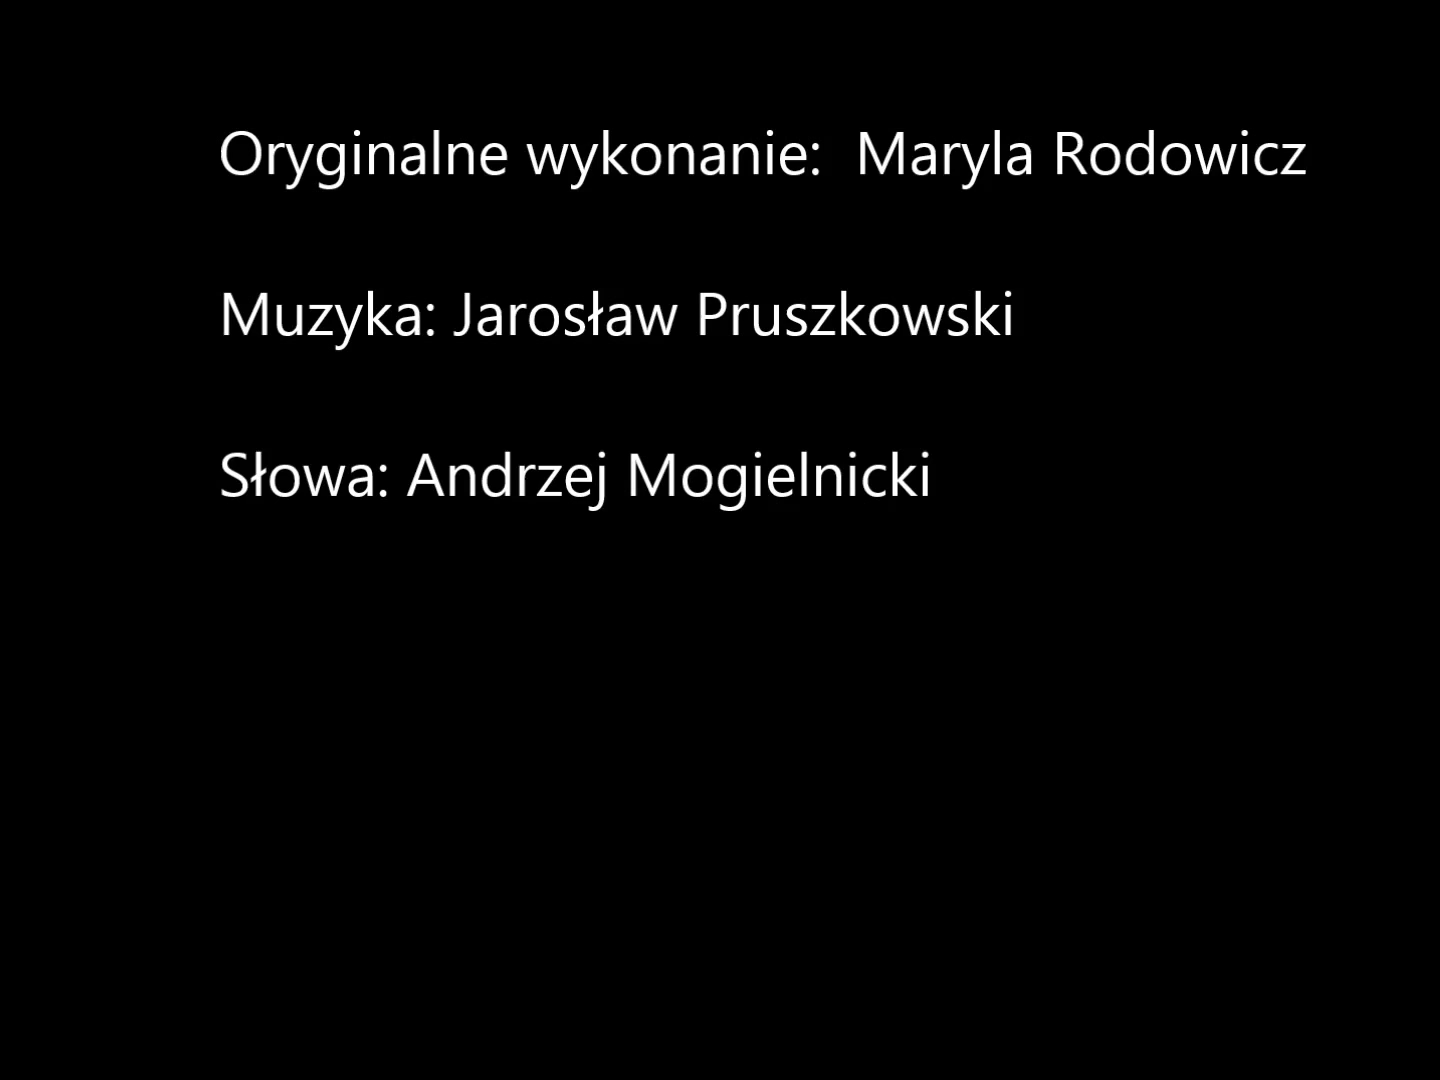 Oryginalne wykonanie:  Maryla Rodowicz
Muzyka: Jarosław Pruszkowski
Słowa: Andrzej Mogielnicki